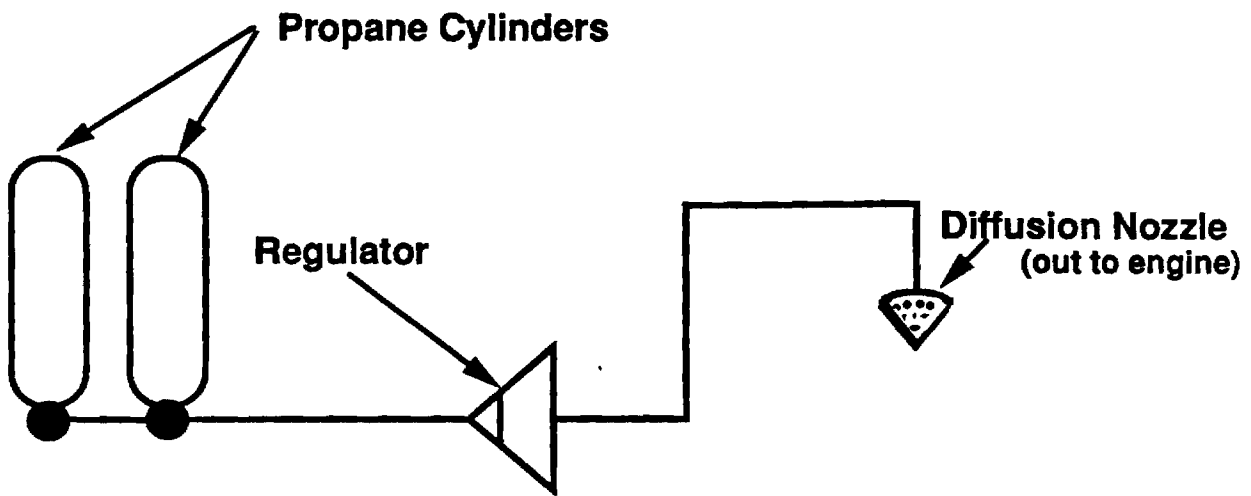 Propane Cylinders
Regulator
Diffusion Nozzle
(out to engine)